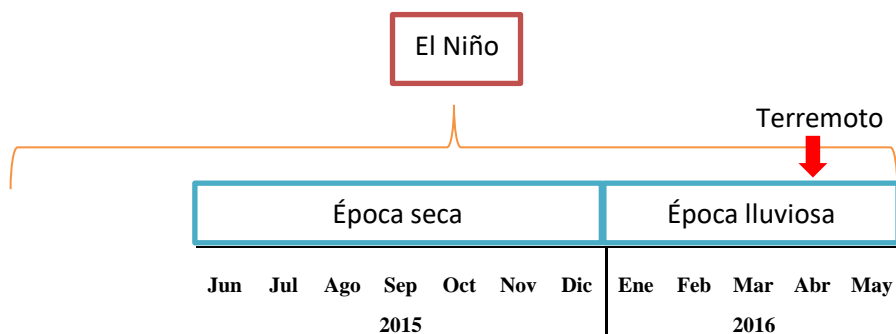 El Niño
Terremoto
Época seca Época lluviosa
Jun Jul Ago Sep Oct Nov Dic Ene Feb Mar Abr May
2015 2016